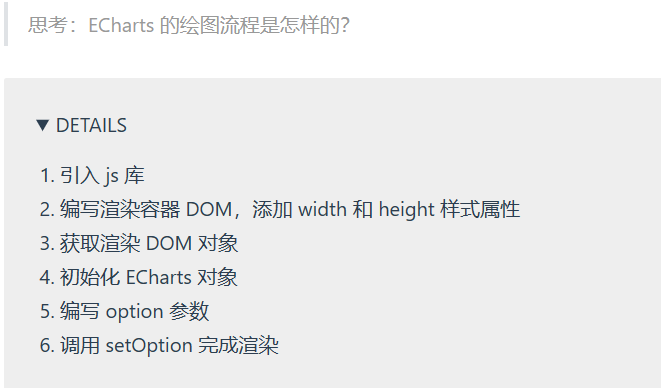 思考：ECharts 的绘图流程是怎样的？
▼ DETAILS
1. 引入 js 库
2. 编写渲染容器 DOM，添加 width 和 height 样式属性
3. 获取渲染 DOM 对象
4. 初始化 ECharts 对象
5. 编写 option 参数
6. 调用 setOption 完成渲染